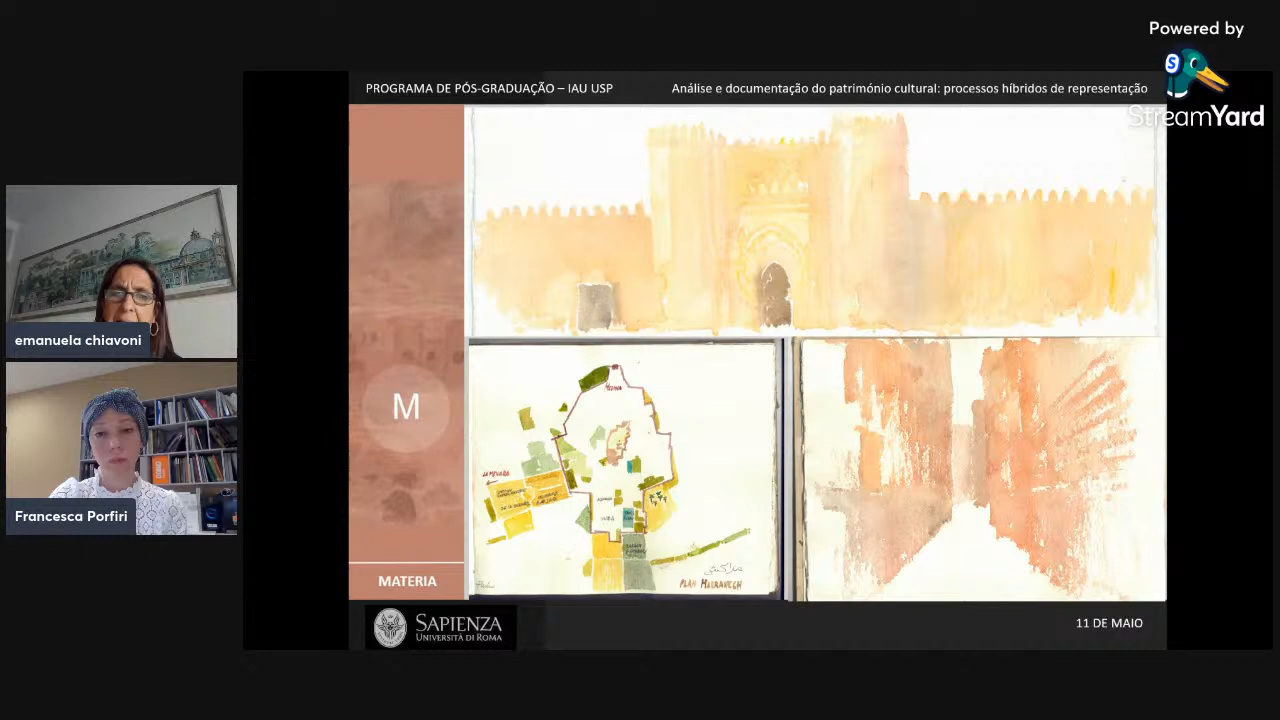 Powered by
StreamYard
PROGRAMA DE PÓS-GRADUAÇÃO – IAU USP
Análise e documentação do património cultural: processos híbridos de representação
emanuela chiavoni
Francesca Porfiri
M
MATERIA
MEDINA
PLAN MARRAKECH
SAPIENZA
UNIVERSITÀ DI ROMA
11 DE MAIO